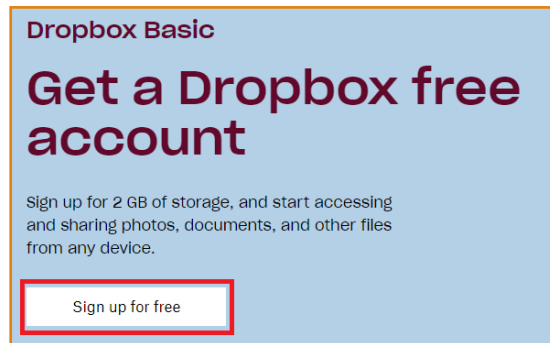 Dropbox Basic
Get a Dropbox free
account
Sign up for 2 GB of storage, and start accessing
and sharing photos, documents, and other files
from any device.
Sign up for free